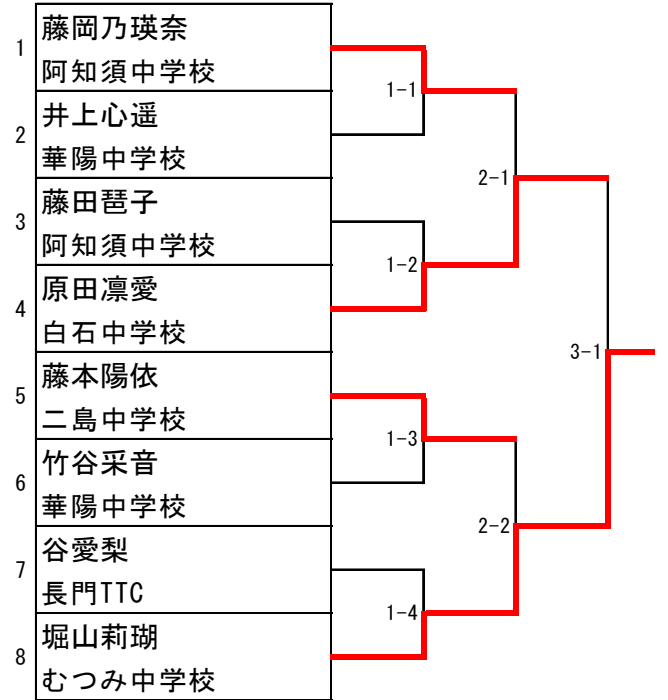 1
藤岡乃瑛奈
阿知須中学校
2
井上心遥
華陽中学校
3
藤田琶子
阿知須中学校
4
原田凛愛
白石中学校
5
藤本陽依
二島中学校
6
竹谷采音
華陽中学校
7
谷愛梨
長門TTC
8
堀山莉瑚
むつみ中学校
1-1
1-2
1-3
1-4
2-1
2-2
3-1